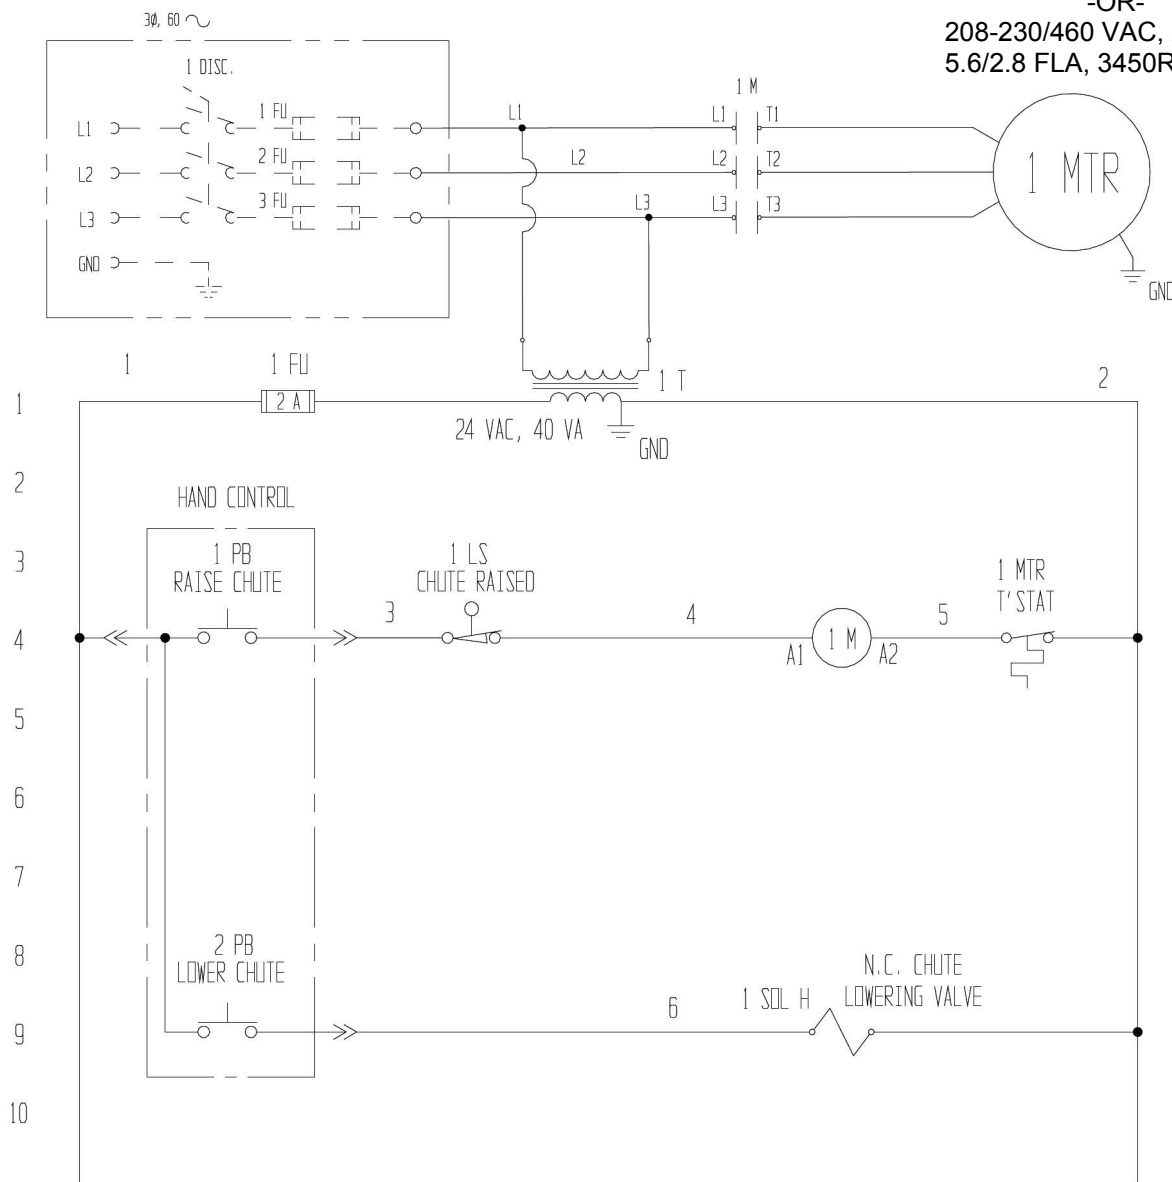 -OR-
208-230/460 VAC,
5.6/2.8 FLA, 3450R
3Ø, 60
1 DISC.
1 FU
2 FU
3 FU
L1
L2
L3
GND
L1
L2
L3
1 M
L1 T1
L2 T2
L3 T3
1 MTR
GND
1
1 FU
2 A
1 T
2
24 VAC, 40 VA
GND
1
2
3
4
5
6
7
8
9
10
HAND CONTROL
1 PB
RAISE CHUTE
3
1 LS
CHUTE RAISED
4
A1
1 M
A2
5
1 MTR
T'STAT
2 PB
LOWER CHUTE
6
1 SOL H
N.C. CHUTE
LOWERING VALVE